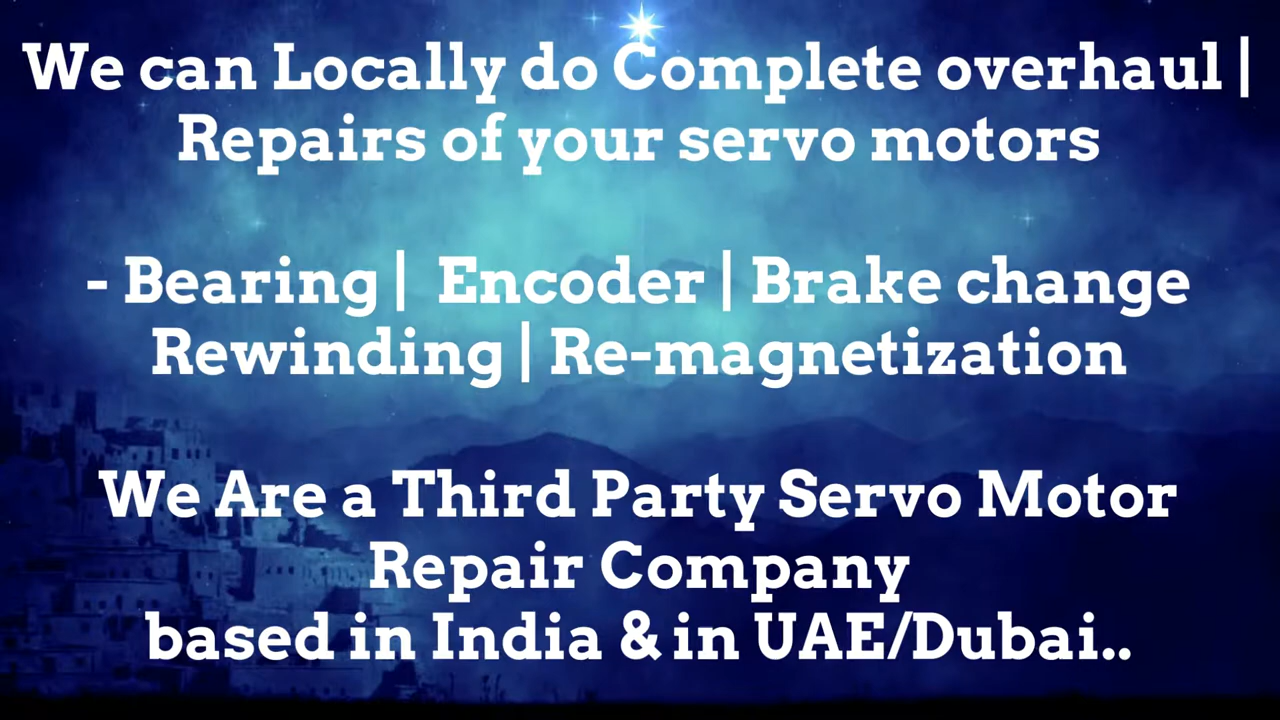 We can Locally do Complete overhaul |
Repairs of your servo motors
- Bearing | Encoder | Brake change
Rewinding | Re-magnetization
We Are a Third Party Servo Motor
Repair Company
based in India & in UAE/Dubai..